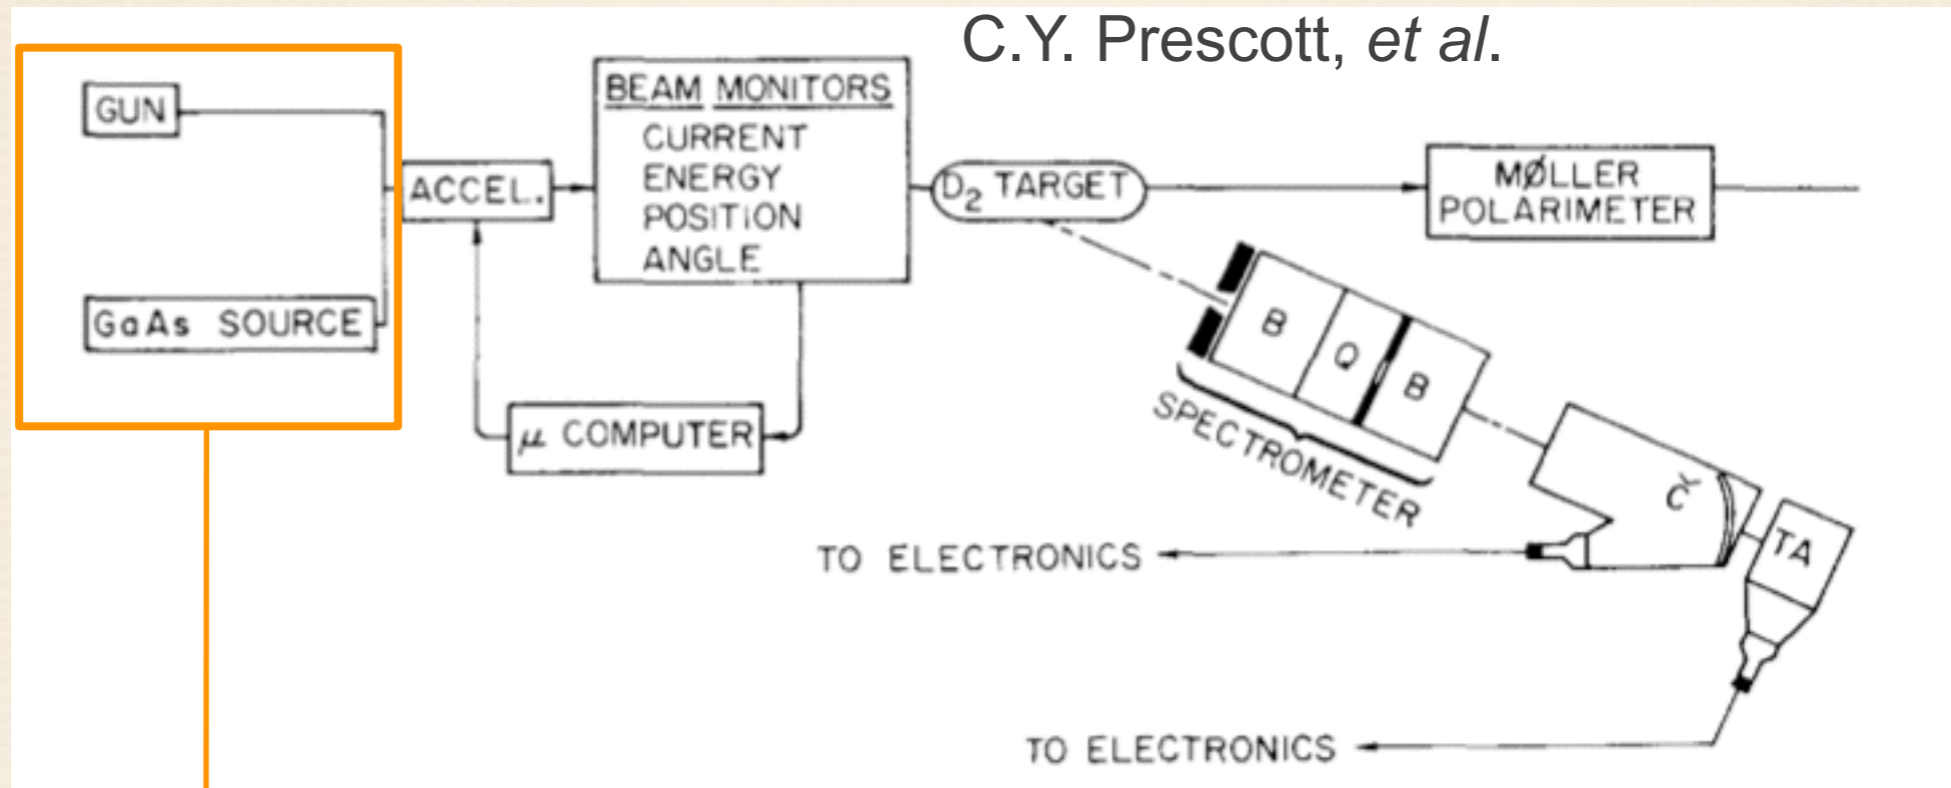 C.Y. Prescott, et al.
GUN
GaAs SOURCE
ACCEL.
BEAM MONITORS
CURRENT
ENERGY
POSITION
ANGLE
μ COMPUTER
D₂ TARGET
MØLLER
POLARIMETER
B
Q
B
SPECTROMETER
Č
TA
TO ELECTRONICS
TO ELECTRONICS